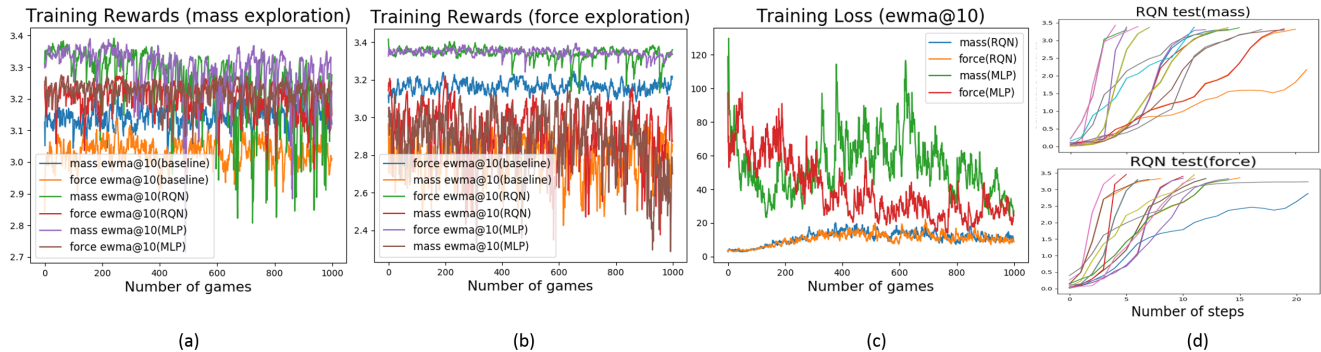 Training Rewards (mass exploration)
3.4
3.3
3.2
3.1
3.0
2.9
2.8
2.7
mass ewma@10(baseline)
force ewma@10(baseline)
mass ewma@10(RQN)
force ewma@10(RQN)
mass ewma@10(MLP)
force ewma@10(MLP)
0 200 400 600 800 1000
Number of games
(a)
Training Rewards (force exploration)
3.4
3.2
3.0
2.8
2.6
2.4
force ewma@10(baseline)
mass ewma@10(baseline)
force ewma@10(RQN)
mass ewma@10(RQN)
force ewma@10(MLP)
mass ewma@10(MLP)
0 200 400 600 800 1000
Number of games
(b)
Training Loss (ewma@10)
120
100
80
60
40
20
0
mass(RQN)
force(RQN)
mass(MLP)
force(MLP)
0 200 400 600 800 1000
Number of games
(c)
RQN test(mass)
3.5
3.0
2.5
2.0
1.5
1.0
0.5
0.0
RQN test(force)
3.5
3.0
2.5
2.0
1.5
1.0
0.5
0.0
0 5 10 15 20
Number of steps
(d)